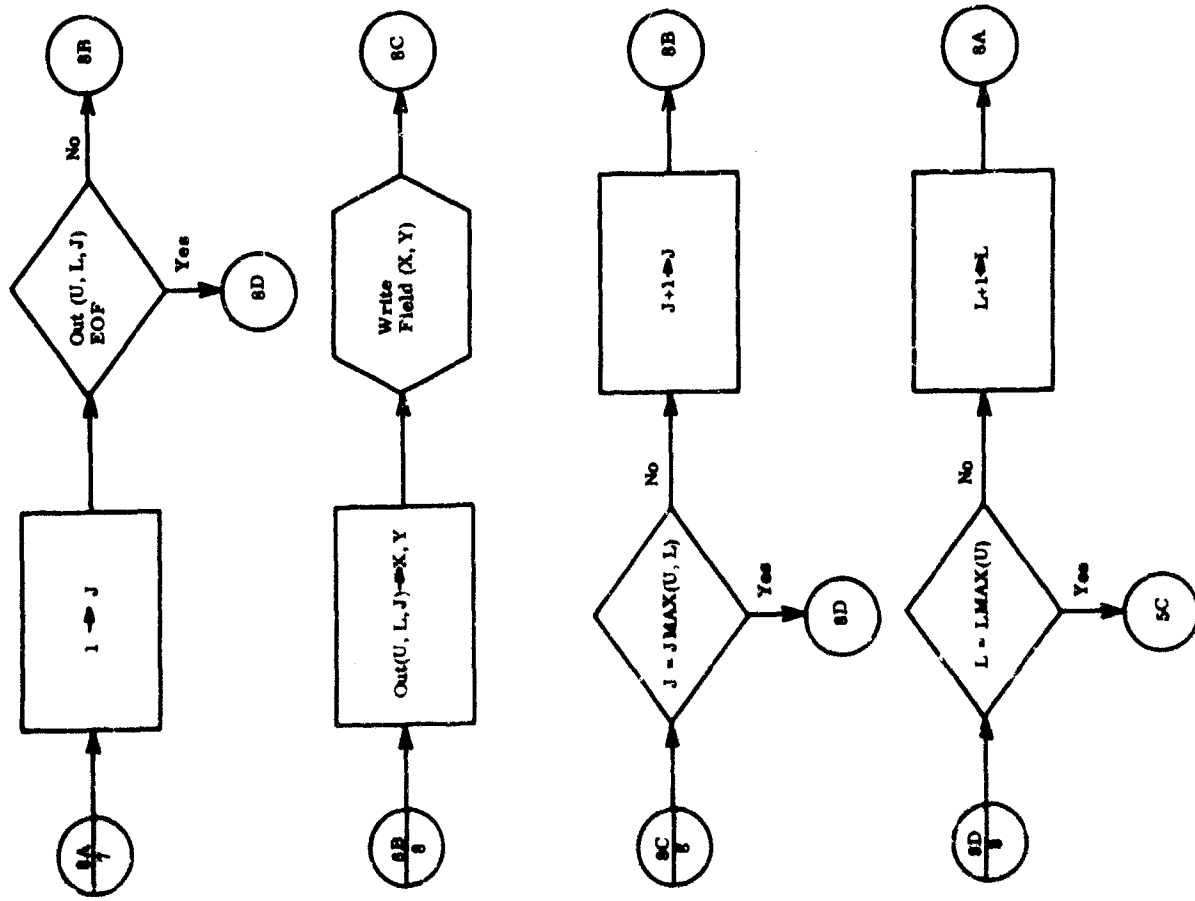 8A
7
1 → J
Out (U, L, J)
EOF
No
8B
Yes
8D
8B
8
Out(U, L, J)→X, Y
Write
Field (X, Y)
8C
8C
8
J = JMAX(U, L)
No
J+1→J
8B
Yes
8D
8D
8
L = LMAX(U)
No
L+1→L
8A
Yes
5C